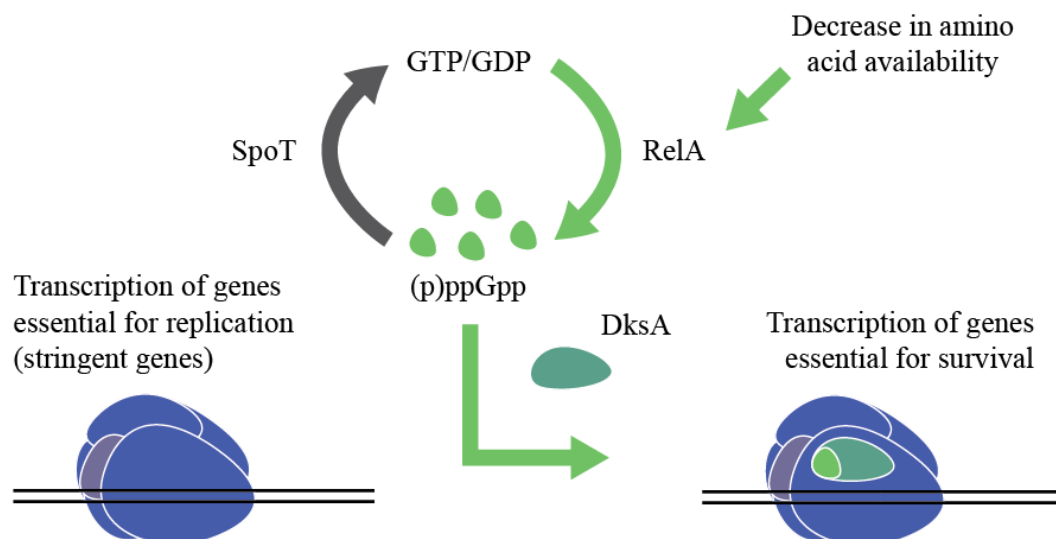 Decrease in amino
acid availability
GTP/GDP
SpoT
RelA
(p)ppGpp
Transcription of genes
essential for replication
(stringent genes)
DksA
Transcription of genes
essential for survival